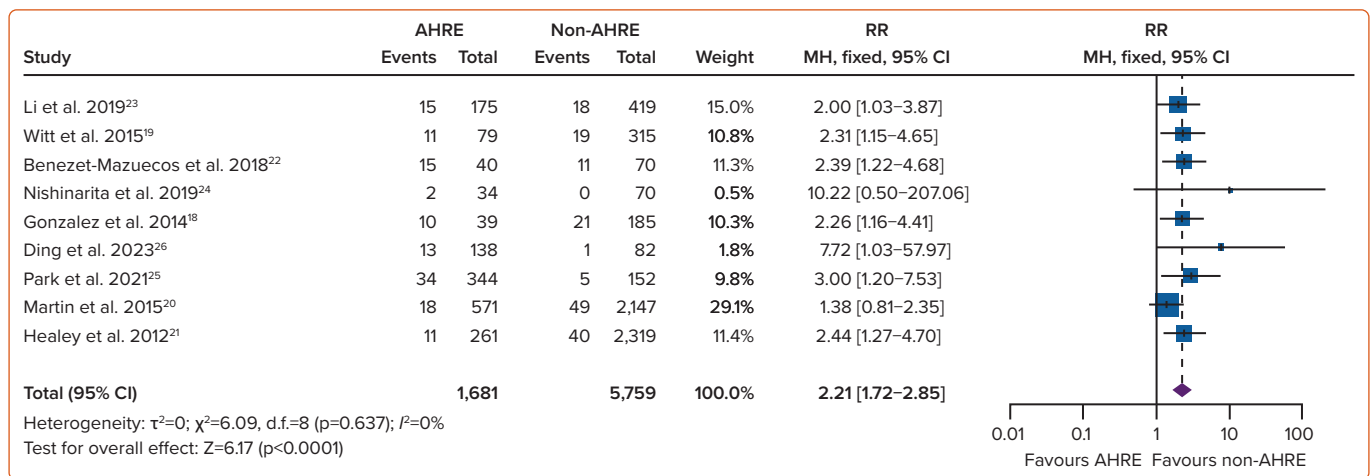 AHRE Non-AHRE RR RR
Study Events Total Events Total Weight MH, fixed, 95% CI MH, fixed, 95% CI
Li et al. 2019²³ 15 175 18 419 15.0% 2.00 [1.03–3.87]
Witt et al. 2015¹⁹ 11 79 19 315 10.8% 2.31 [1.15–4.65]
Benezet-Mazuecos et al. 2018²² 15 40 11 70 11.3% 2.39 [1.22–4.68]
Nishinarita et al. 2019²⁴ 2 34 0 70 0.5% 10.22 [0.50–207.06]
Gonzalez et al. 2014¹⁸ 10 39 21 185 10.3% 2.26 [1.16–4.41]
Ding et al. 2023²⁶ 13 138 1 82 1.8% 7.72 [1.03–57.97]
Park et al. 2021²⁵ 34 344 5 152 9.8% 3.00 [1.20–7.53]
Martin et al. 2015²⁰ 18 571 49 2,147 29.1% 1.38 [0.81–2.35]
Healey et al. 2012²¹ 11 261 40 2,319 11.4% 2.44 [1.27–4.70]
Total (95% CI) 1,681 5,759 100.0% 2.21 [1.72–2.85]
Heterogeneity: τ²=0; χ²=6.09, d.f.=8 (p=0.637); I²=0%
Test for overall effect: Z=6.17 (p<0.0001)
0.01 0.1 1 10 100
Favours AHRE Favours non-AHRE